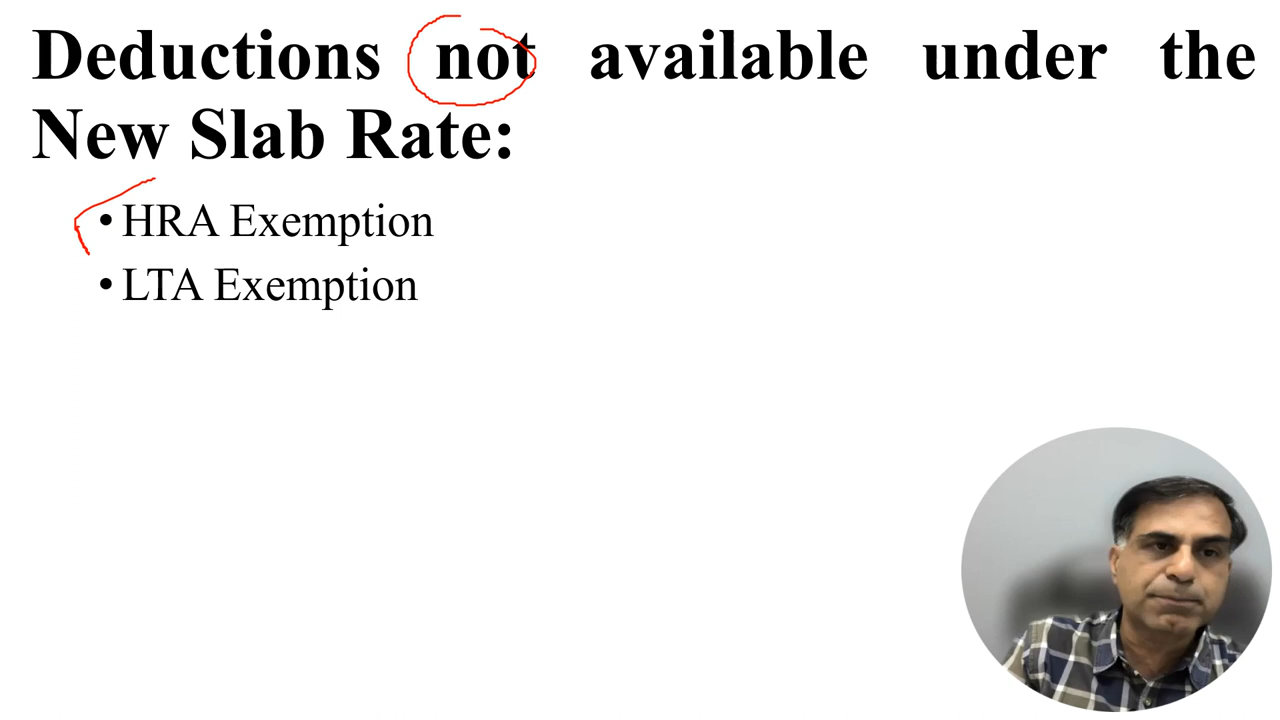 Deductions not available under the
New Slab Rate:
• HRA Exemption
• LTA Exemption